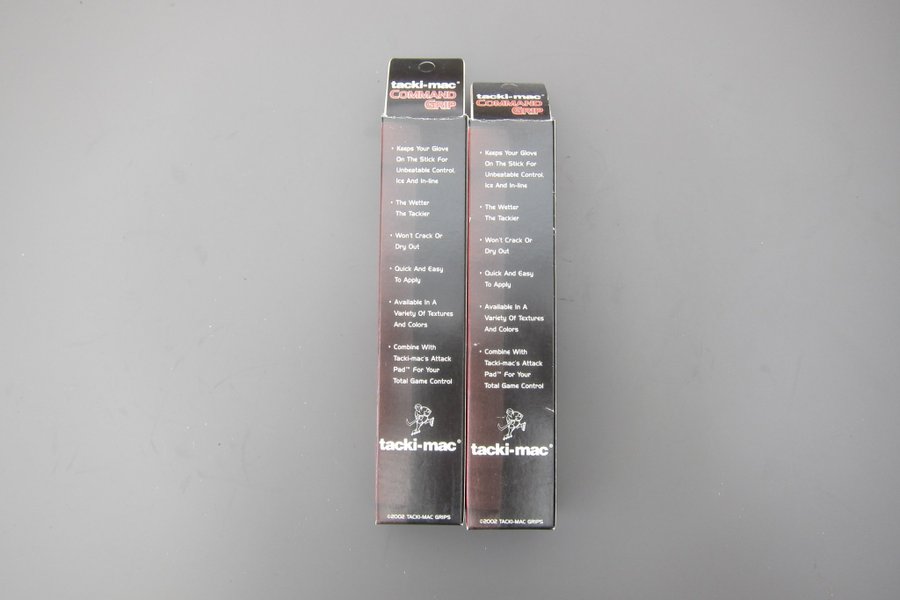 tacki-mac®
COMMAND
GRIP
• Keeps Your Glove
On The Stick For
Unbeatable Control.
Ice And In-line
• The Wetter
The Tackier
• Won't Crack Or
Dry Out
• Quick And Easy
To Apply
• Available In A
Variety Of Textures
And Colors
• Combine With
Tacki-mac's Attack
Pad™ For Your
Total Game Control
tacki-mac®
©2002 TACKI-MAC GRIPS
tacki-mac®
COMMAND
GRIP
• Keeps Your Glove
On The Stick For
Unbeatable Control.
Ice And In-line
• The Wetter
The Tackier
• Won't Crack Or
Dry Out
• Quick And Easy
To Apply
• Available In A
Variety Of Textures
And Colors
• Combine With
Tacki-mac's Attack
Pad™ For Your
Total Game Control
tacki-mac®
©2002 TACKI-MAC GRIPS